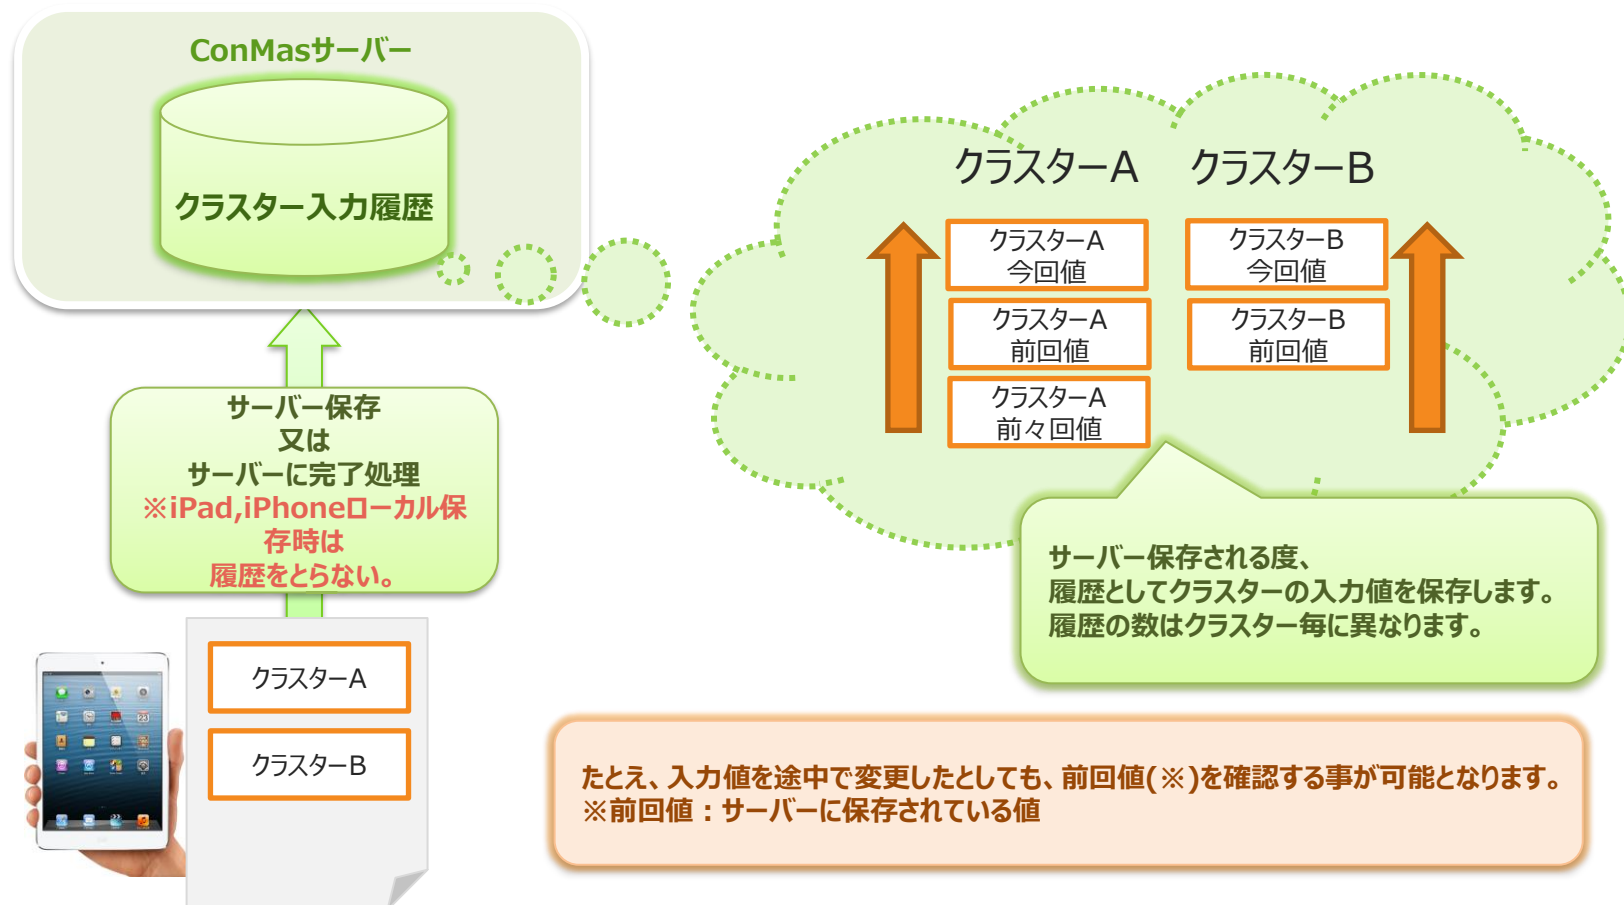 ConMasサーバー
クラスター入力履歴
サーバー保存
又は
サーバーに完了処理
※iPad,iPhoneローカル保
存時は
履歴をとらない。
クラスターA
クラスターB
クラスターA
クラスターB
クラスターA
今回値
クラスターA
前回値
クラスターA
前々回値
クラスターB
今回値
クラスターB
前回値
サーバー保存される度、
履歴としてクラスターの入力値を保存します。
履歴の数はクラスター毎に異なります。
たとえ、入力値を途中で変更したとしても、前回値(※)を確認する事が可能となります。
※前回値：サーバーに保存されている値